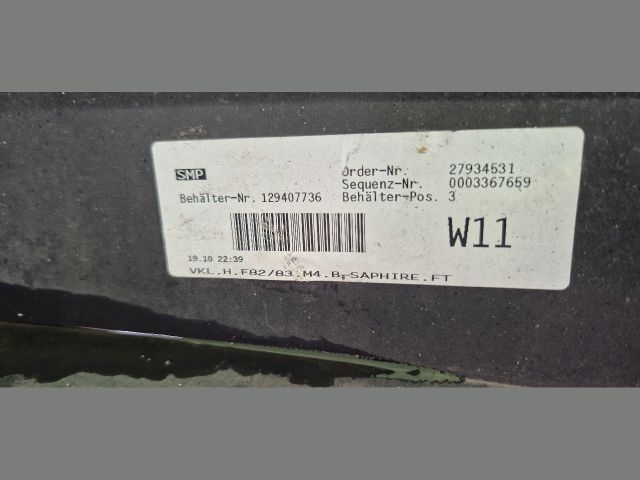 SMP
Order-Nr. 27934531
Sequenz-Nr. 0003367659
Behälter-Nr. 129407736 Behälter-Pos. 3
W11
19.10 22:39
VKL.H.F82/83.M4.B,SAPHIRE.FT